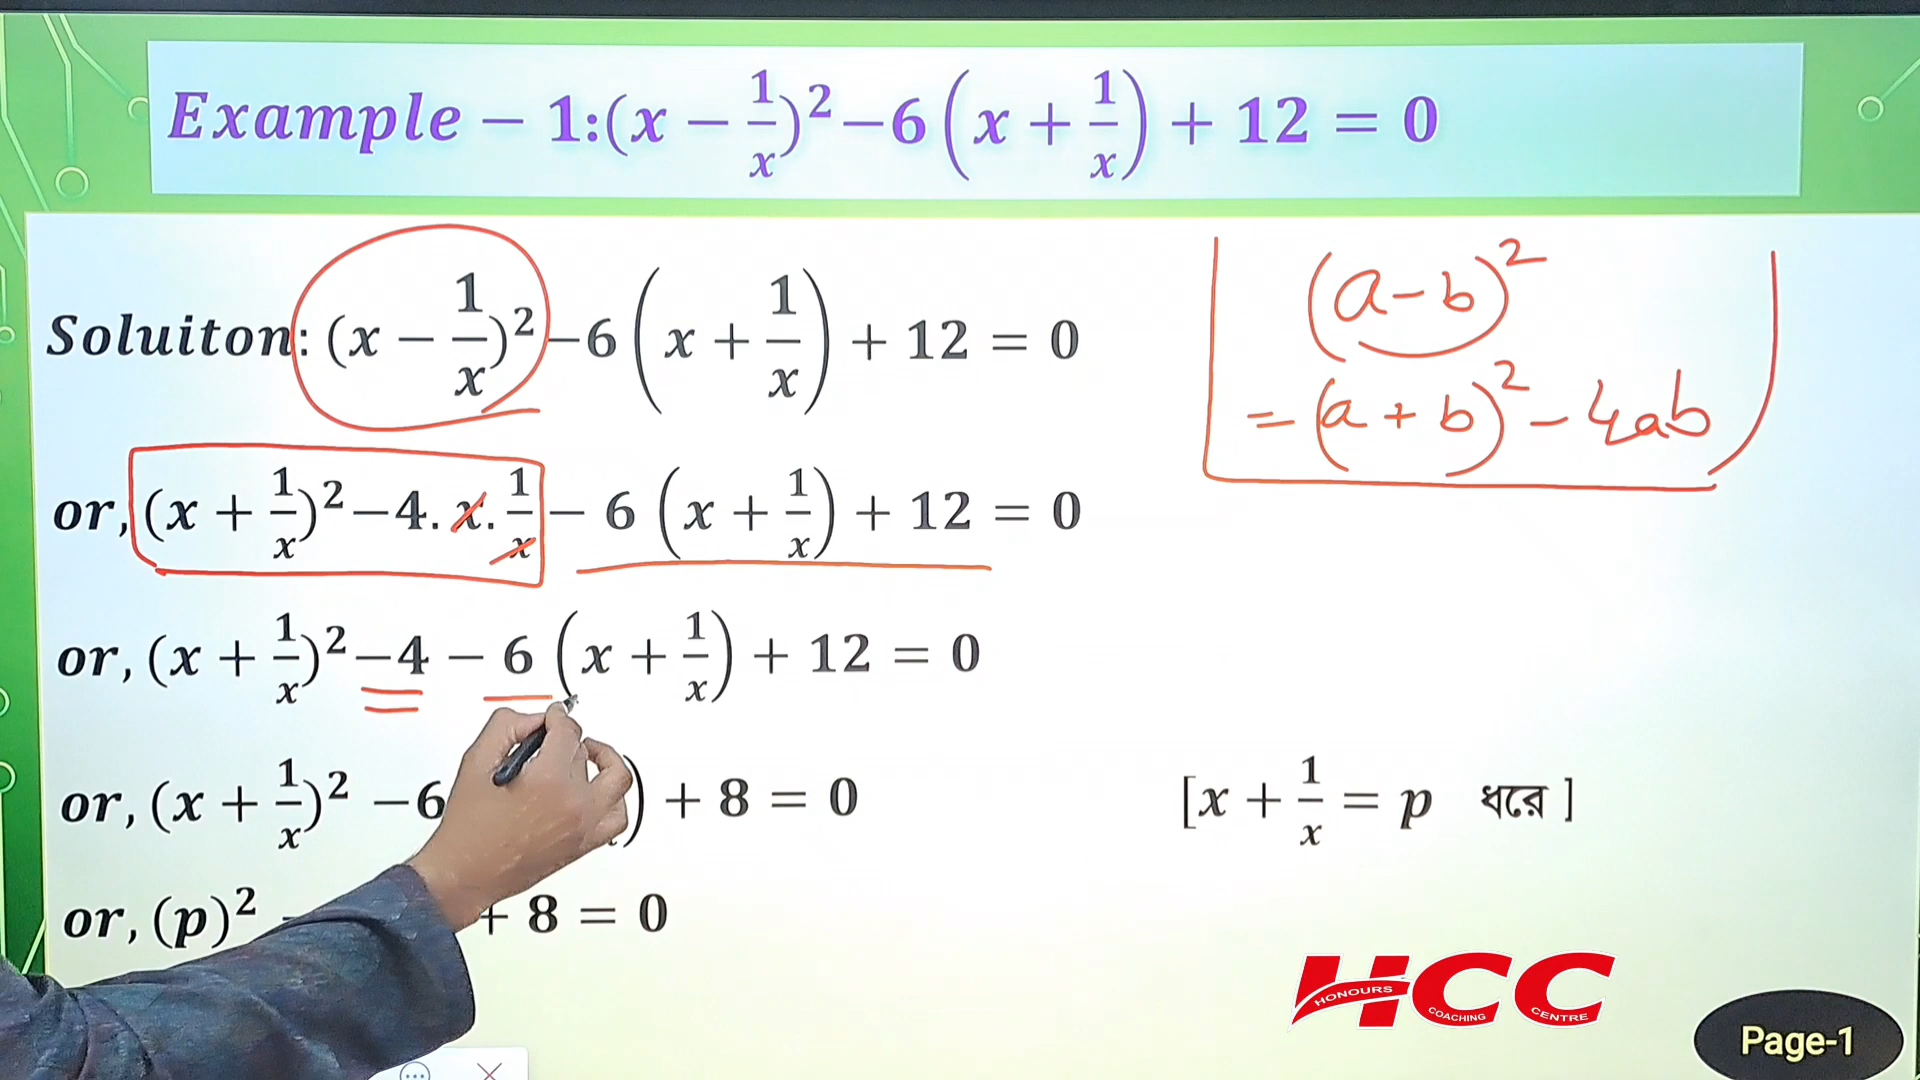 Example – 1:(x – 1/x)²–6(x + 1/x) + 12 = 0
Soluiton: (x – 1/x)²–6(x + 1/x) + 12 = 0
(a–b)²
= (a + b)² – 4ab
or, (x + 1/x)²–4. x. 1/x – 6(x + 1/x) + 12 = 0
or, (x + 1/x)²–4 – 6(x + 1/x) + 12 = 0
or, (x + 1/x)² –6 ) + 8 = 0
[x + 1/x = p ধরে ]
or, (p)² + 8 = 0
HCC
HONOURS COACHING CENTRE
Page-1